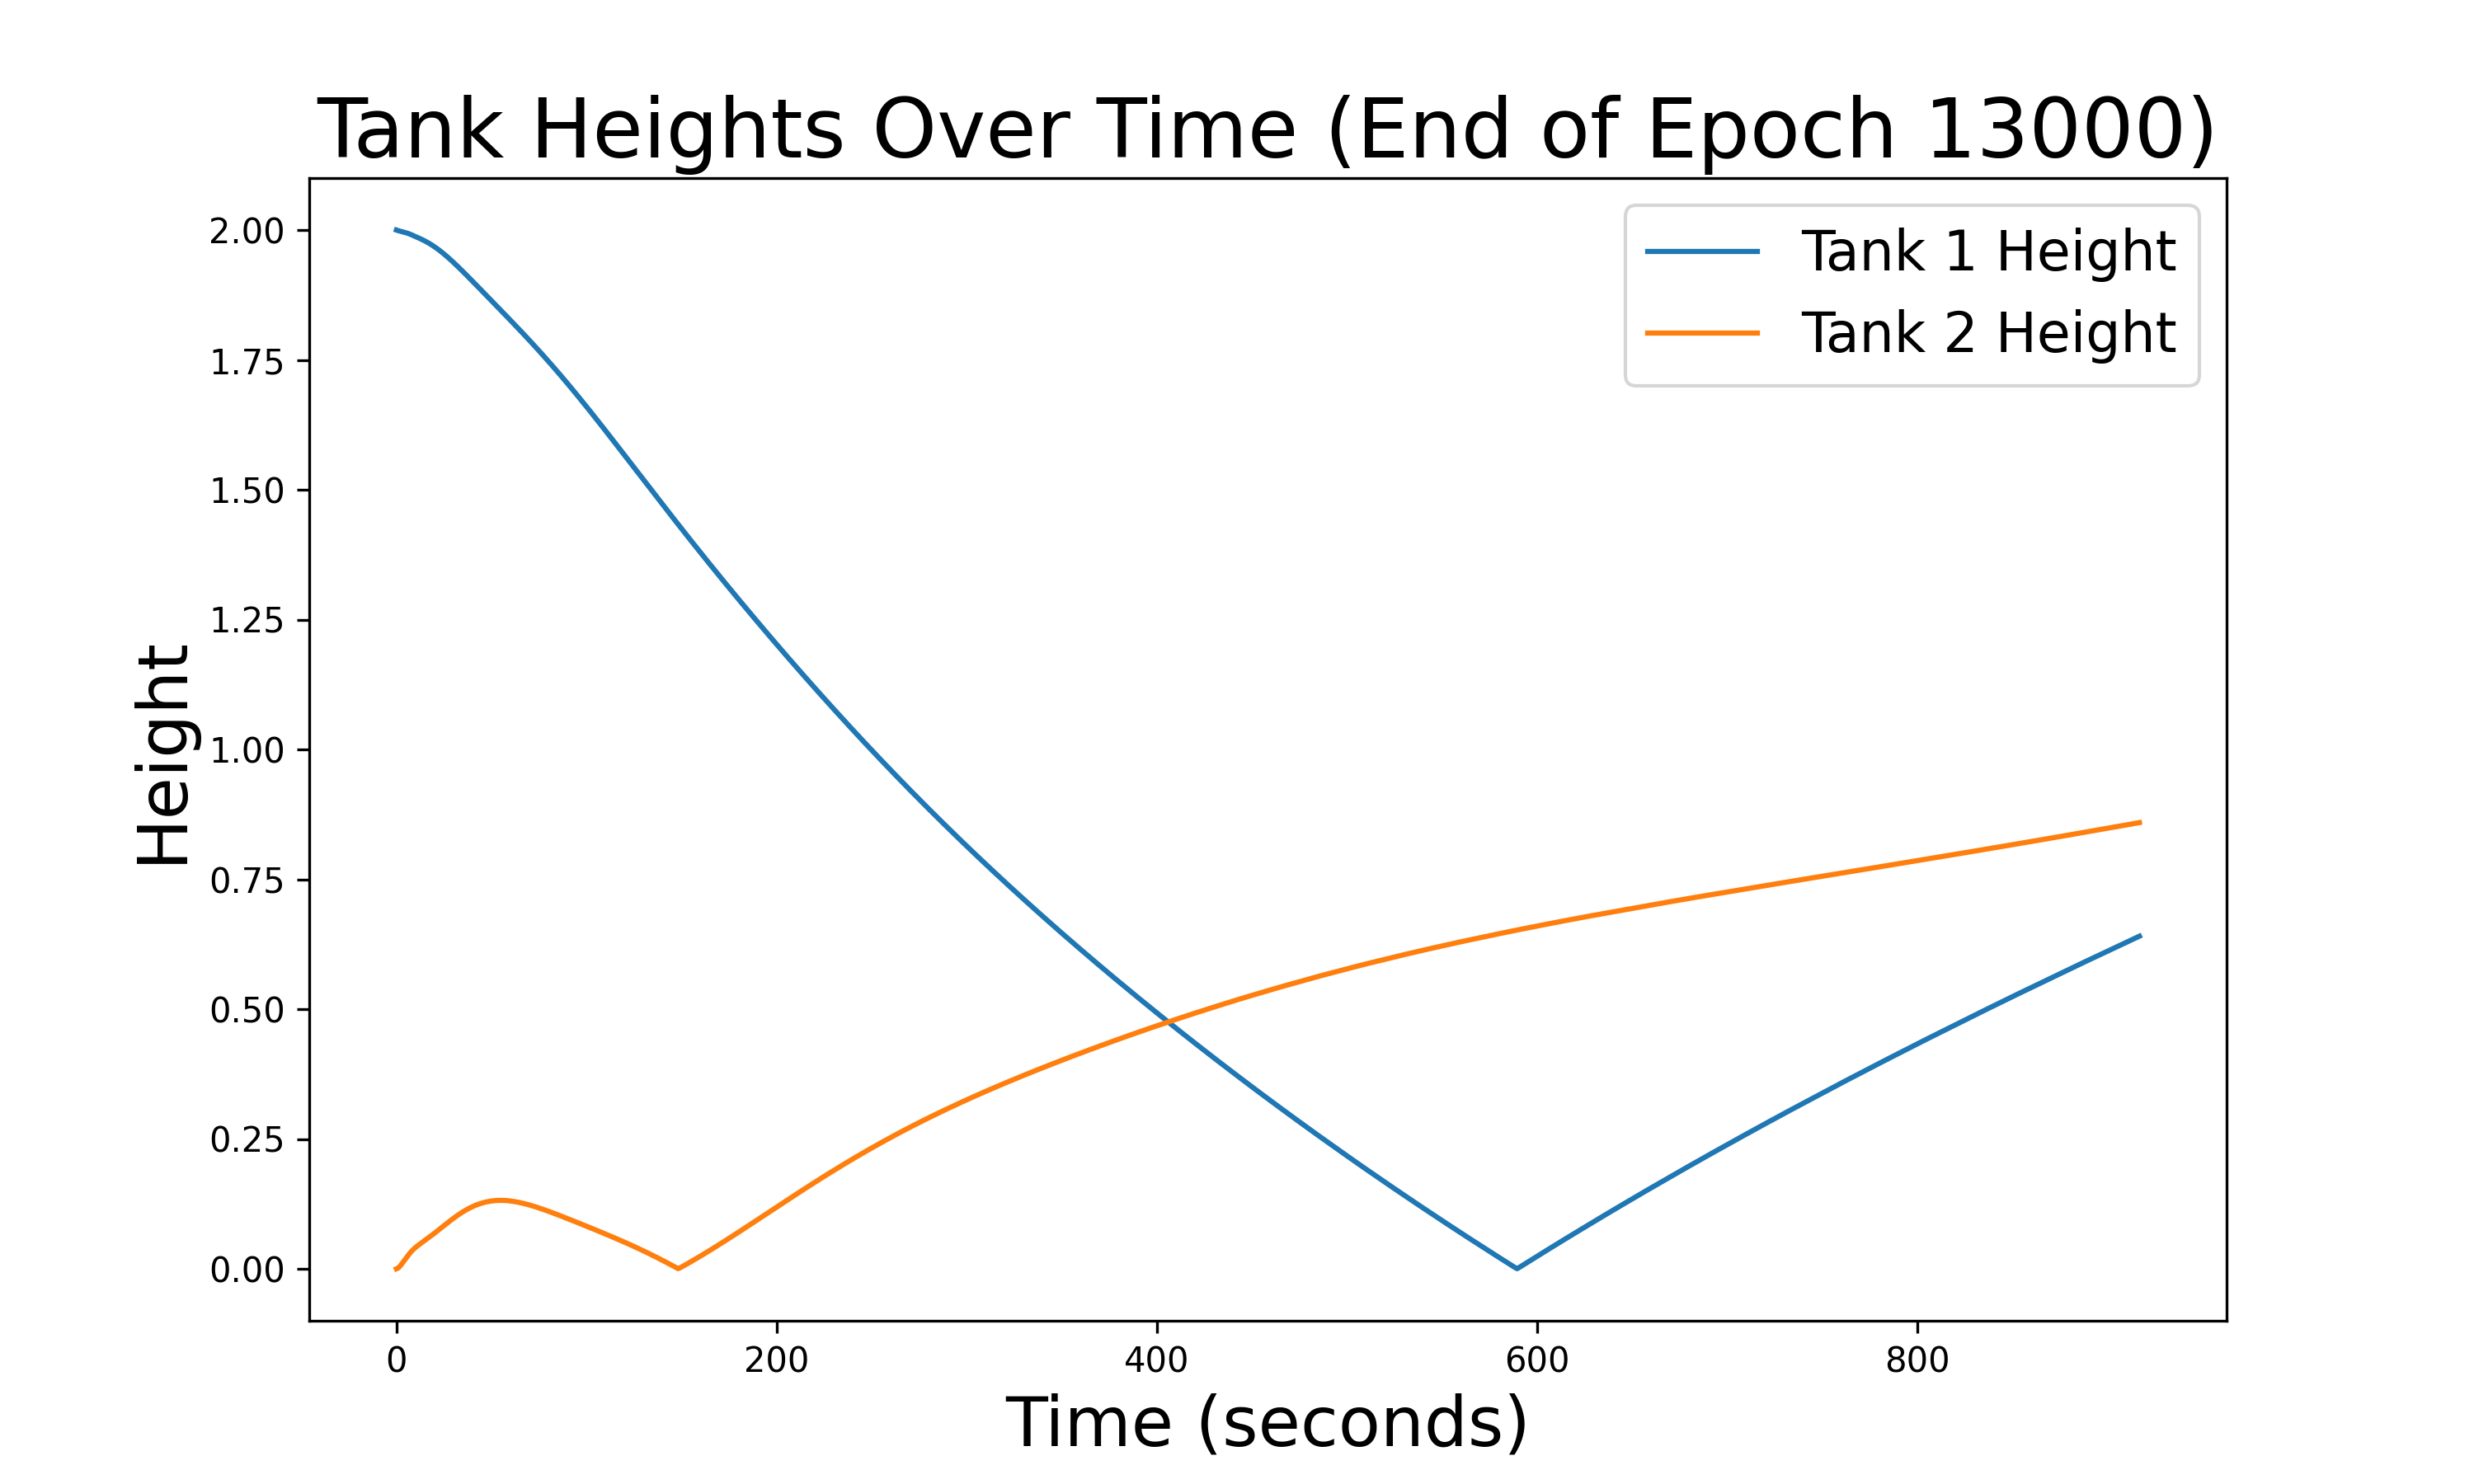 Tank Heights Over Time (End of Epoch 13000)
Tank 1 Height
Tank 2 Height
2.00
1.75
1.50
1.25
1.00
0.75
0.50
0.25
0.00
Height
0 200 400 600 800
Time (seconds)